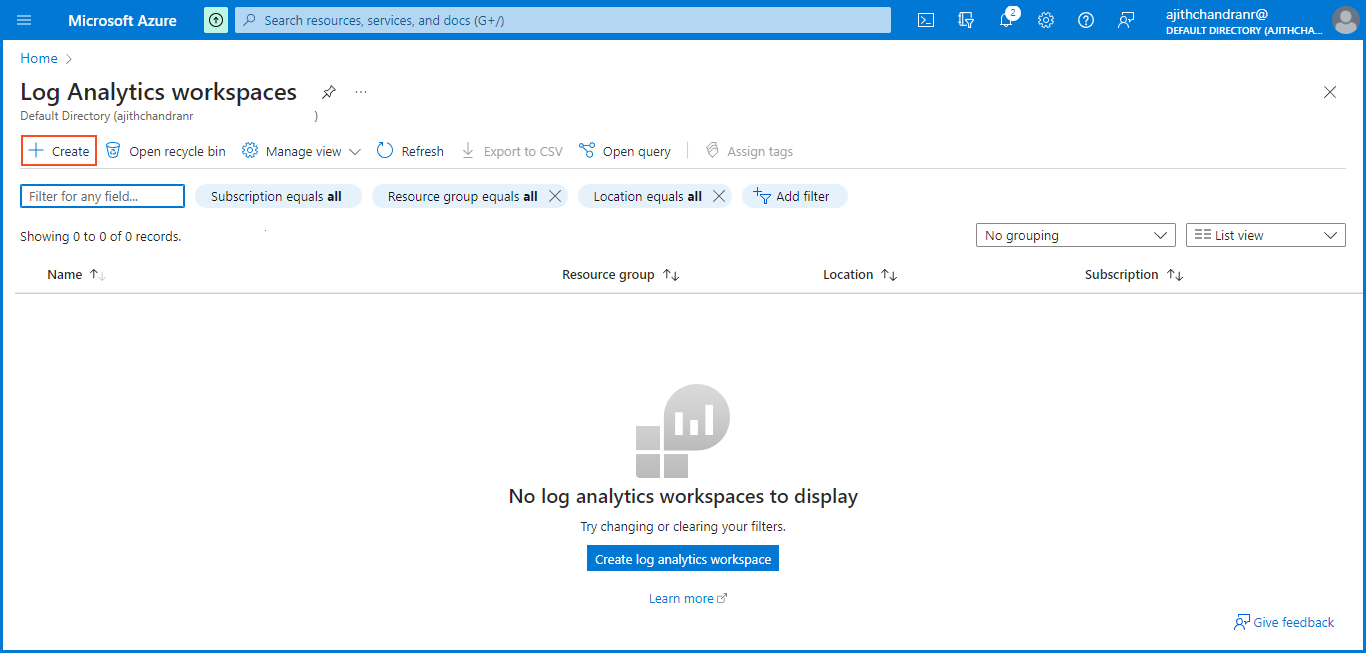 Microsoft Azure Search resources, services, and docs (G+/) 2 ajithchandranr@
DEFAULT DIRECTORY (AJITHCHA...
Home
Log Analytics workspaces ...
Default Directory (ajithchandranr )
Create Open recycle bin Manage view Refresh Export to CSV Open query Assign tags
Filter for any field... Subscription equals all Resource group equals all Location equals all Add filter
Showing 0 to 0 of 0 records. No grouping List view
Name Resource group Location Subscription
No log analytics workspaces to display
Try changing or clearing your filters.
Create log analytics workspace
Learn more
Give feedback